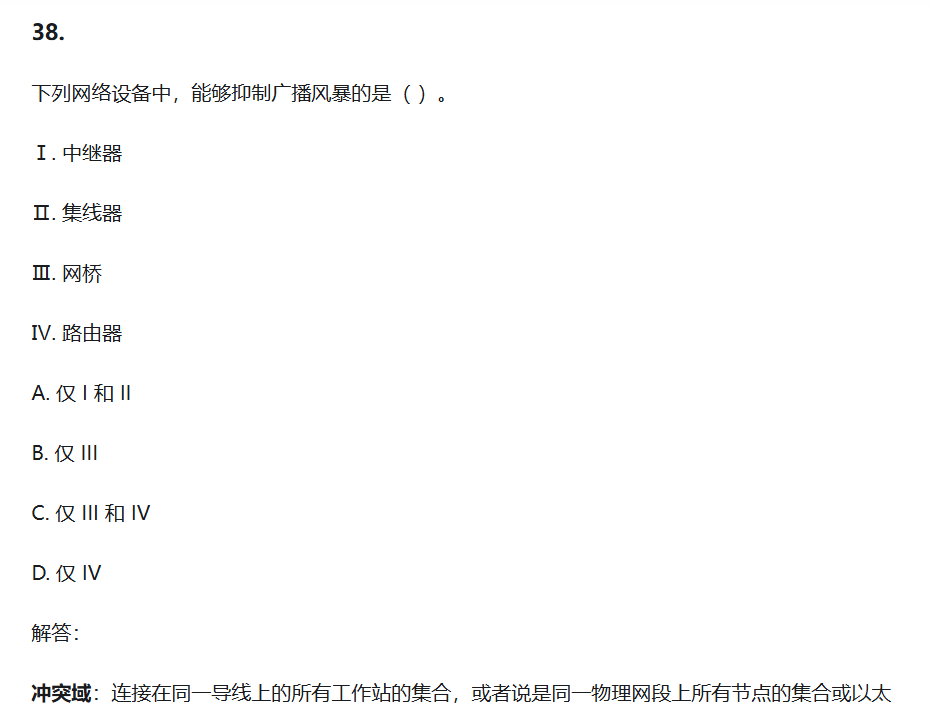 38.
下列网络设备中，能够抑制广播风暴的是（ ）。
Ⅰ. 中继器
Ⅱ. 集线器
Ⅲ. 网桥
IV. 路由器
A. 仅 I 和 II
B. 仅 III
C. 仅 III 和 IV
D. 仅 IV
解答：
冲突域：连接在同一导线上的所有工作站的集合，或者说是同一物理网段上所有节点的集合或以太